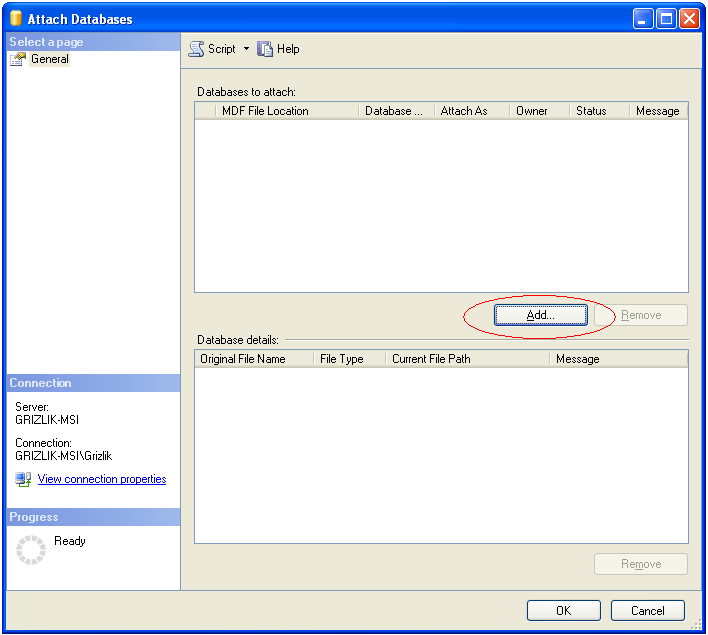 Attach Databases
Select a page
General
Script Help
Databases to attach:
MDF File Location Database ... Attach As Owner Status Message
Add... Remove
Database details:
Original File Name File Type Current File Path Message
Connection
Server:
GRIZLIK-MSI
Connection:
GRIZLIK-MSI\Grizlik
View connection properties
Progress
Ready
Remove
OK Cancel